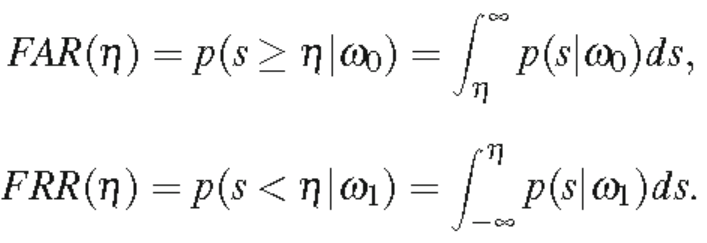 FAR(η) = p(s ≥ η|ω₀) = ∫_η^∞ p(s|ω₀)ds,
FRR(η) = p(s < η|ω₁) = ∫_{−∞}^η p(s|ω₁)ds.